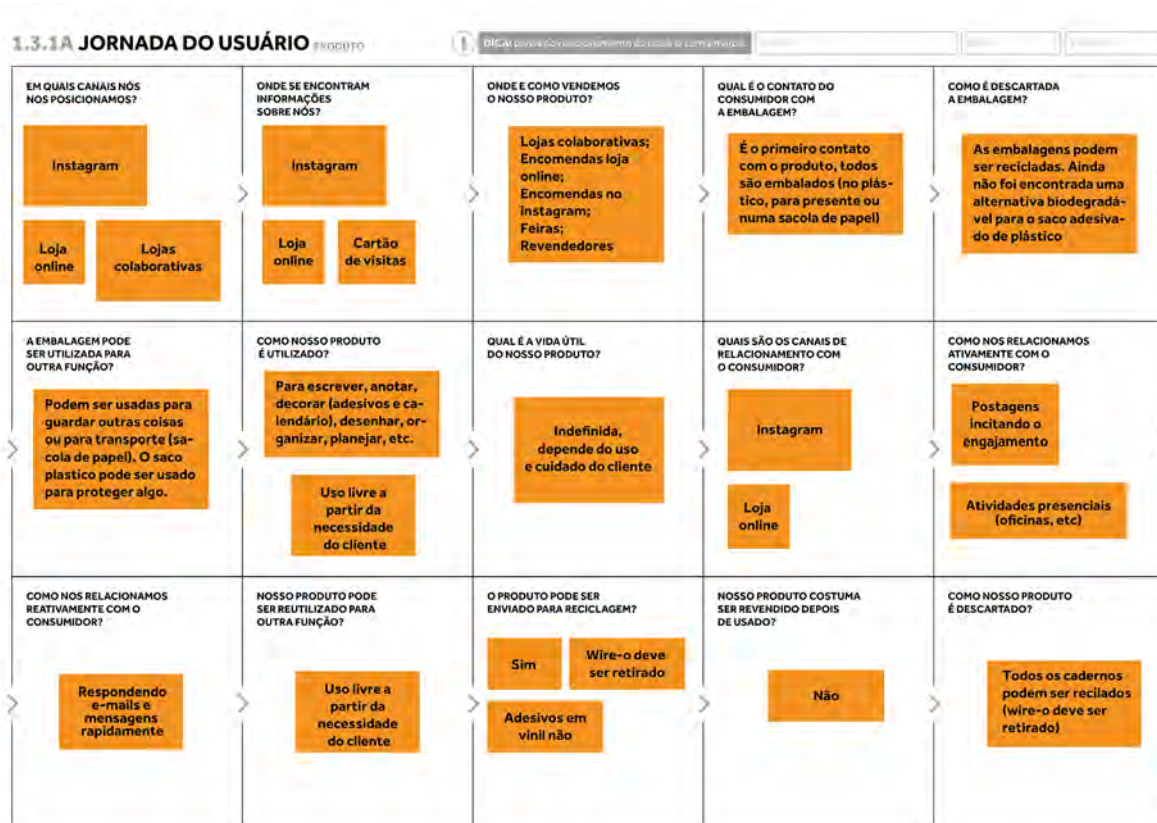 1.3.1A JORNADA DO USUÁRIO PRODUTO
DICA:
EM QUAIS CANAIS NÓS
NOS POSICIONAMOS?
Instagram
Loja
online
Lojas
colaborativas
ONDE SE ENCONTRAM
INFORMAÇÕES
SOBRE NÓS?
Instagram
Loja
online
Cartão
de visitas
ONDE E COMO VENDEMOS
O NOSSO PRODUTO?
Lojas colaborativas;
Encomendas loja
online;
Encomendas no
Instagram;
Feiras;
Revendedores
QUAL É O CONTATO DO
CONSUMIDOR COM
A EMBALAGEM?
É o primeiro contato
com o produto, todos
são embalados (no plás-
tico, para presente ou
numa sacola de papel)
COMO É DESCARTADA
A EMBALAGEM?
As embalagens podem
ser recicladas. Ainda
não foi encontrada uma
alternativa biodegradá-
vel para o saco adesiva-
do de plástico
A EMBALAGEM PODE
SER UTILIZADA PARA
OUTRA FUNÇÃO?
Podem ser usadas para
guardar outras coisas
ou para transporte (sa-
cola de papel). O saco
plastico pode ser usado
para proteger algo.
COMO NOSSO PRODUTO
É UTILIZADO?
Para escrever, anotar,
decorar (adesivos e ca-
lendário), desenhar, or-
ganizar, planejar, etc.
Uso livre a
partir da
necessidade
do cliente
QUAL É A VIDA ÚTIL
DO NOSSO PRODUTO?
Indefinida,
depende do uso
e cuidado do cliente
QUAIS SÃO OS CANAIS DE
RELACIONAMENTO COM
O CONSUMIDOR?
Instagram
Loja
online
COMO NOS RELACIONAMOS
ATIVAMENTE COM O
CONSUMIDOR?
Postagens
incitando o
engajamento
Atividades presenciais
(oficinas, etc)
COMO NOS RELACIONAMOS
REATIVAMENTE COM O
CONSUMIDOR?
Respondendo
e-mails e
mensagens
rapidamente
NOSSO PRODUTO PODE
SER REUTILIZADO PARA
OUTRA FUNÇÃO?
Uso livre a
partir da
necessidade
do cliente
O PRODUTO PODE SER
ENVIADO PARA RECICLAGEM?
Sim
Wire-o deve
ser retirado
Adesivos em
vinil não
NOSSO PRODUTO COSTUMA
SER REVENDIDO DEPOIS
DE USADO?
Não
COMO NOSSO PRODUTO
É DESCARTADO?
Todos os cadernos
podem ser recilados
(wire-o deve ser
retirado)